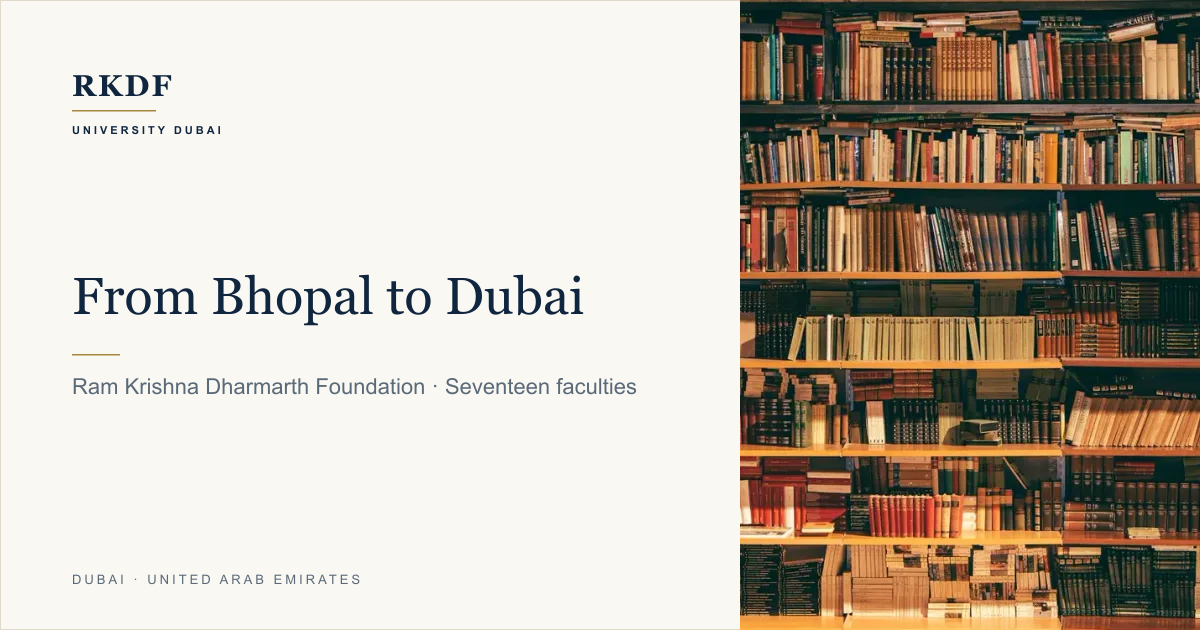 RKDF
UNIVERSITY DUBAI
From Bhopal to Dubai
Ram Krishna Dharmarth Foundation · Seventeen faculties
DUBAI · UNITED ARAB EMIRATES